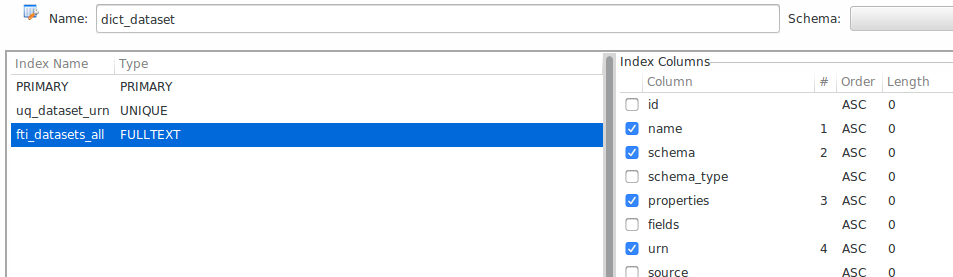 Name: dict_dataset Schema:
Index Name Type
PRIMARY PRIMARY
uq_dataset_urn UNIQUE
fti_datasets_all FULLTEXT
Index Columns
Column # Order Length
id ASC 0
name 1 ASC 0
schema 2 ASC 0
schema_type ASC 0
properties 3 ASC 0
fields ASC 0
urn 4 ASC 0
source ASC 0